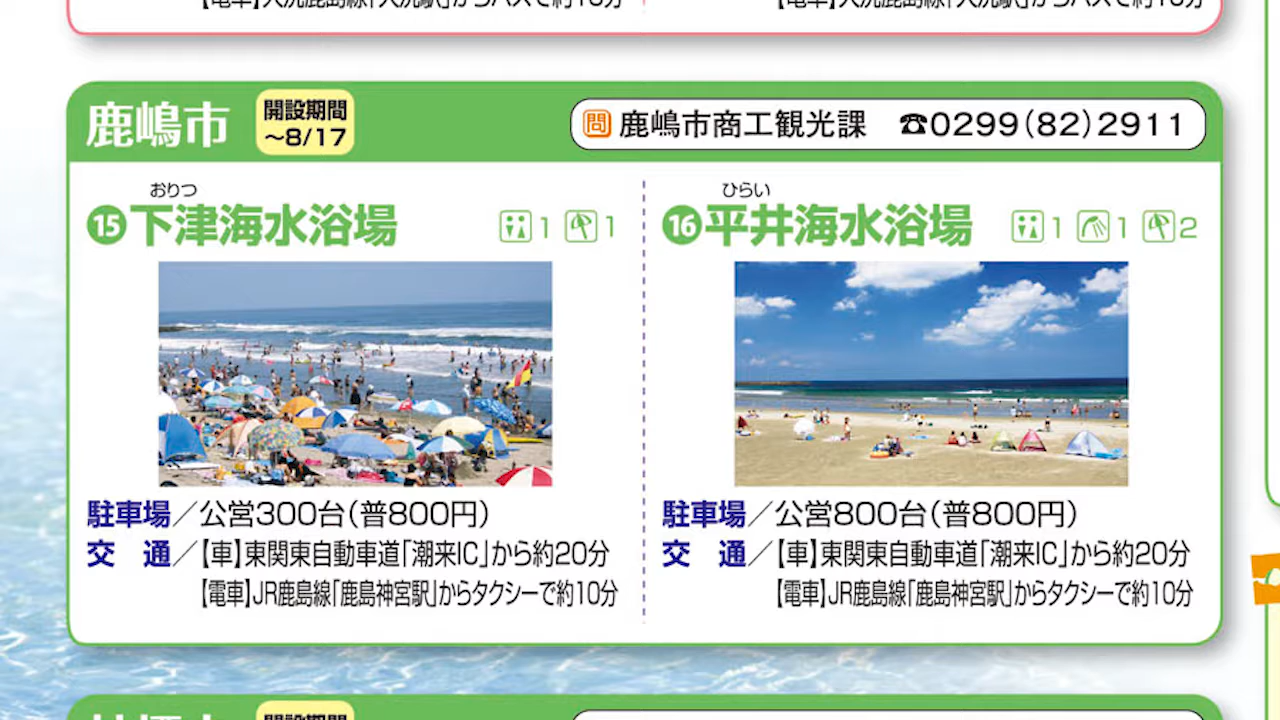 鹿嶋市
開設期間
～8/17
問 鹿嶋市商工観光課 ☎0299(82)2911
おりつ
⑮下津海水浴場 1 1
ひらい
⑯平井海水浴場 1 1 2
駐車場／公営300台(普800円)
交　通／【車】東関東自動車道「潮来IC」から約20分
【電車】JR鹿島線「鹿島神宮駅」からタクシーで約10分
駐車場／公営800台(普800円)
交　通／【車】東関東自動車道「潮来IC」から約20分
【電車】JR鹿島線「鹿島神宮駅」からタクシーで約10分